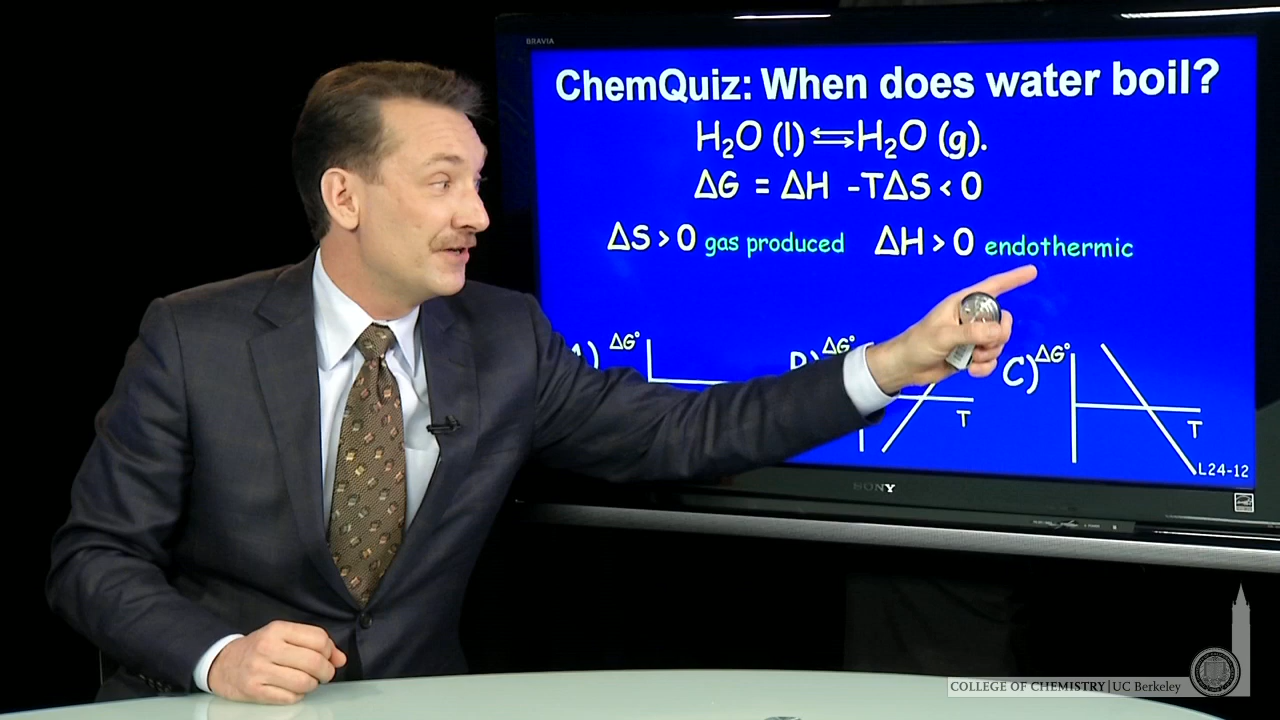 BRAVIA
ChemQuiz: When does water boil?
H₂O (l) ⇌ H₂O (g).
ΔG = ΔH -TΔS < 0
ΔS > 0 gas produced ΔH > 0 endothermic
ΔG° ΔG° C) ΔG°
T T
L24-12
SONY
COLLEGE OF CHEMISTRY | UC Berkeley